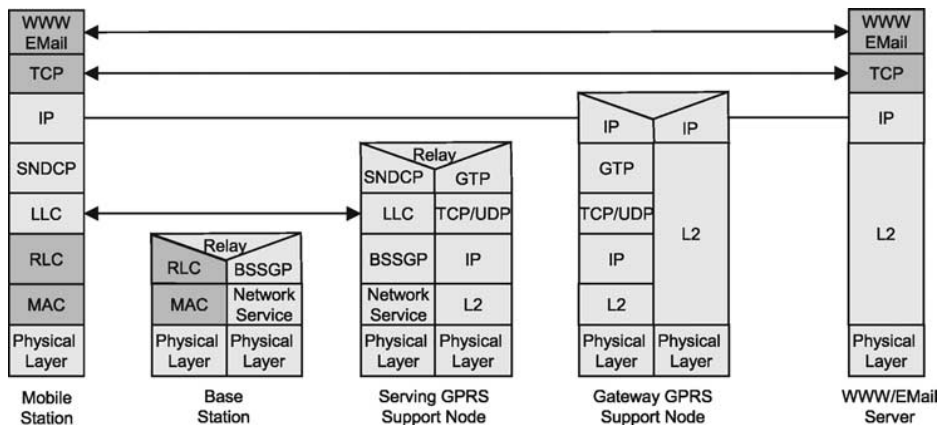 WWW
EMail
TCP
IP
SNDCP
LLC
RLC
MAC
Physical
Layer
Mobile
Station
Relay
RLC
BSSGP
MAC
Network
Service
Physical
Layer
Physical
Layer
Base
Station
Relay
SNDCP
GTP
LLC
TCP/UDP
BSSGP
IP
Network
Service
L2
Physical
Layer
Physical
Layer
Serving GPRS
Support Node
IP
IP
GTP
TCP/UDP
IP
L2
L2
Physical
Layer
Physical
Layer
Gateway GPRS
Support Node
WWW
EMail
TCP
IP
L2
Physical
Layer
WWW/EMail
Server